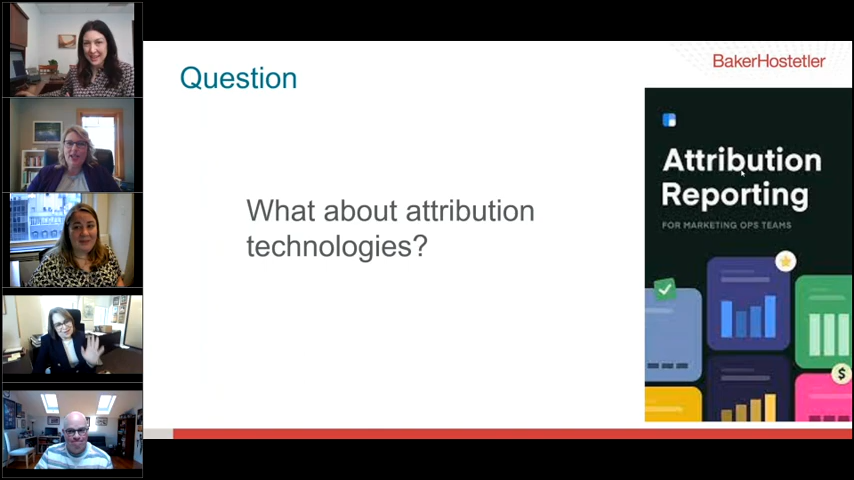 Question
BakerHostetler
What about attribution
technologies?
Attribution
Reporting
FOR MARKETING OPS TEAMS
$